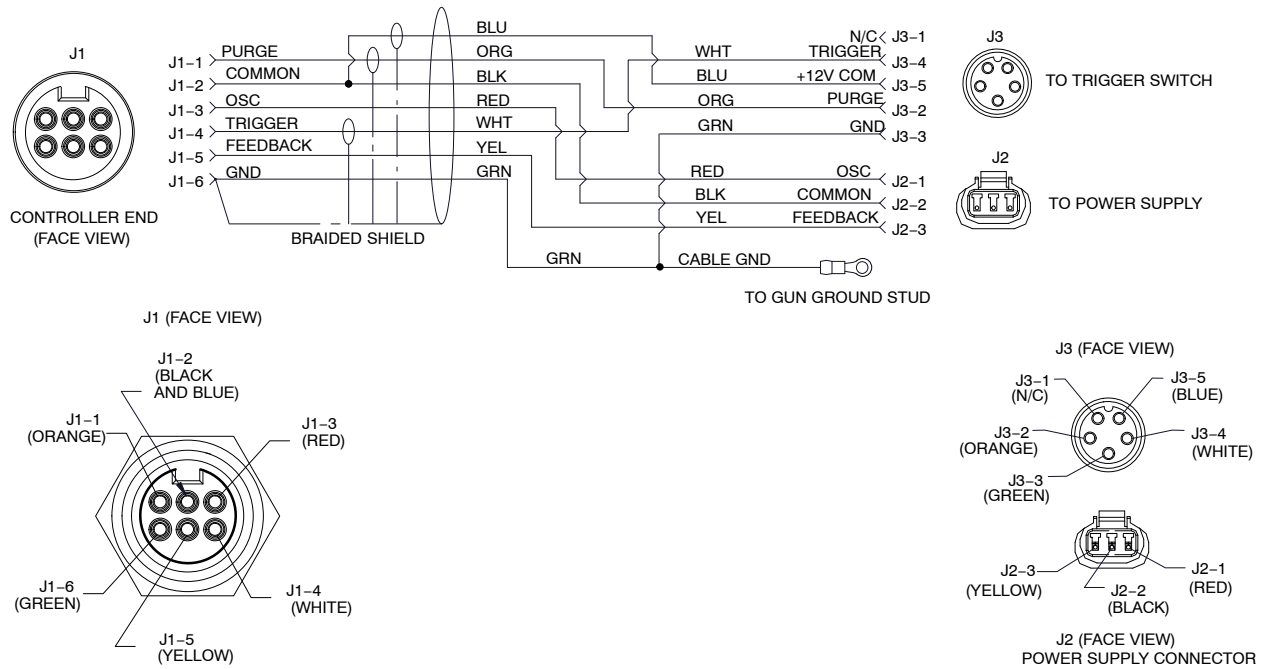 J1
J1-1
PURGE
J1-2
COMMON
J1-3
OSC
J1-4
TRIGGER
J1-5
FEEDBACK
J1-6
GND
CONTROLLER END
(FACE VIEW)
BRAIDED SHIELD
BLU
ORG
BLK
RED
WHT
YEL
GRN
N/C J3-1
WHT TRIGGER J3-4
BLU +12V COM J3-5
ORG PURGE J3-2
GRN GND J3-3
RED OSC J2-1
BLK COMMON J2-2
YEL FEEDBACK J2-3
GRN CABLE GND
TO GUN GROUND STUD
J3
TO TRIGGER SWITCH
J2
TO POWER SUPPLY
J1 (FACE VIEW)
J1-2
(BLACK
AND BLUE)
J1-1
(ORANGE)
J1-3
(RED)
J1-6
(GREEN)
J1-4
(WHITE)
J1-5
(YELLOW)
J3 (FACE VIEW)
J3-1
(N/C)
J3-5
(BLUE)
J3-2
(ORANGE)
J3-4
(WHITE)
J3-3
(GREEN)
J2-3
(YELLOW)
J2-2
(BLACK)
J2-1
(RED)
J2 (FACE VIEW)
POWER SUPPLY CONNECTOR